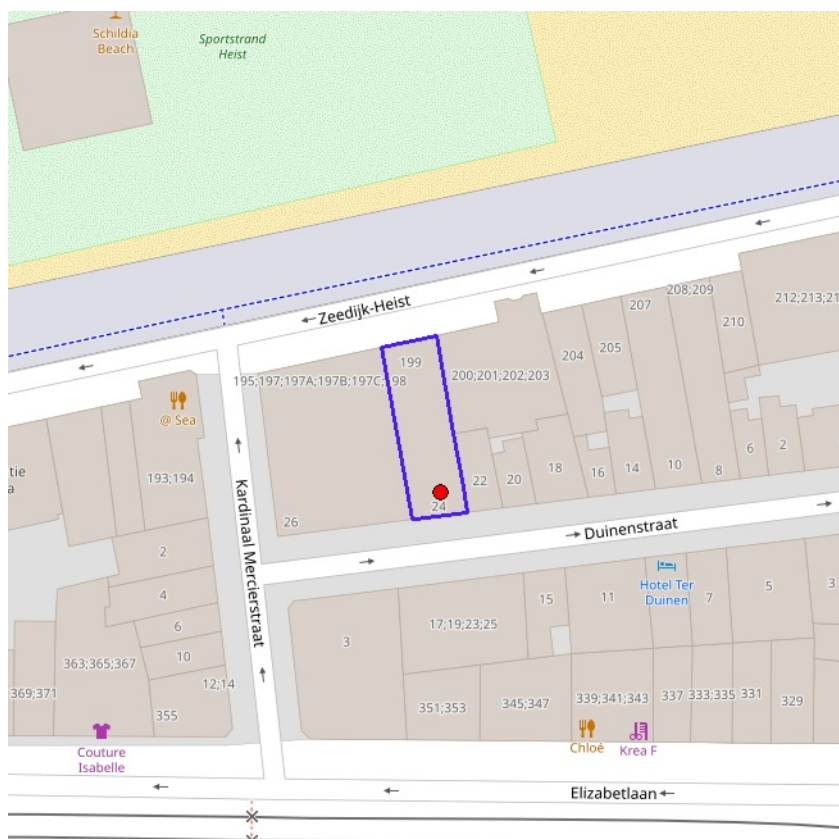 Schildia
Beach
Sportstrand
Heist
Zeedijk-Heist
208;209
207
212;213;21
210
204
205
199
195;197;197A;197B;197C;198
200;201;202;203
@ Sea
tie
a
193;194
22
20
18
16
14
10
8
6
2
24
26
Kardinaal Mercierstraat
Duinenstraat
2
4
6
10
12;14
363;365;367
369;371
355
Hotel Ter
Duinen
15
11
7
5
3
3
17;19;23;25
351;353
345;347
339;341;343
337
333;335
331
329
Couture
Isabelle
Chloé
Krea F
Elizabetlaan